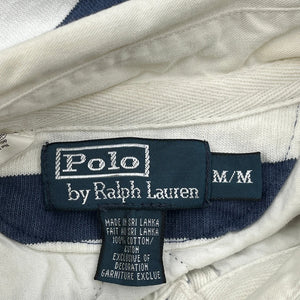 Polo
by Ralph Lauren
M/M
MADE IN SRI LANKA
FAIT AU SRI LANKA
100% COTTON/
COTON
EXCLUSIVE OF
DECORATION
GARNITURE EXCLUE